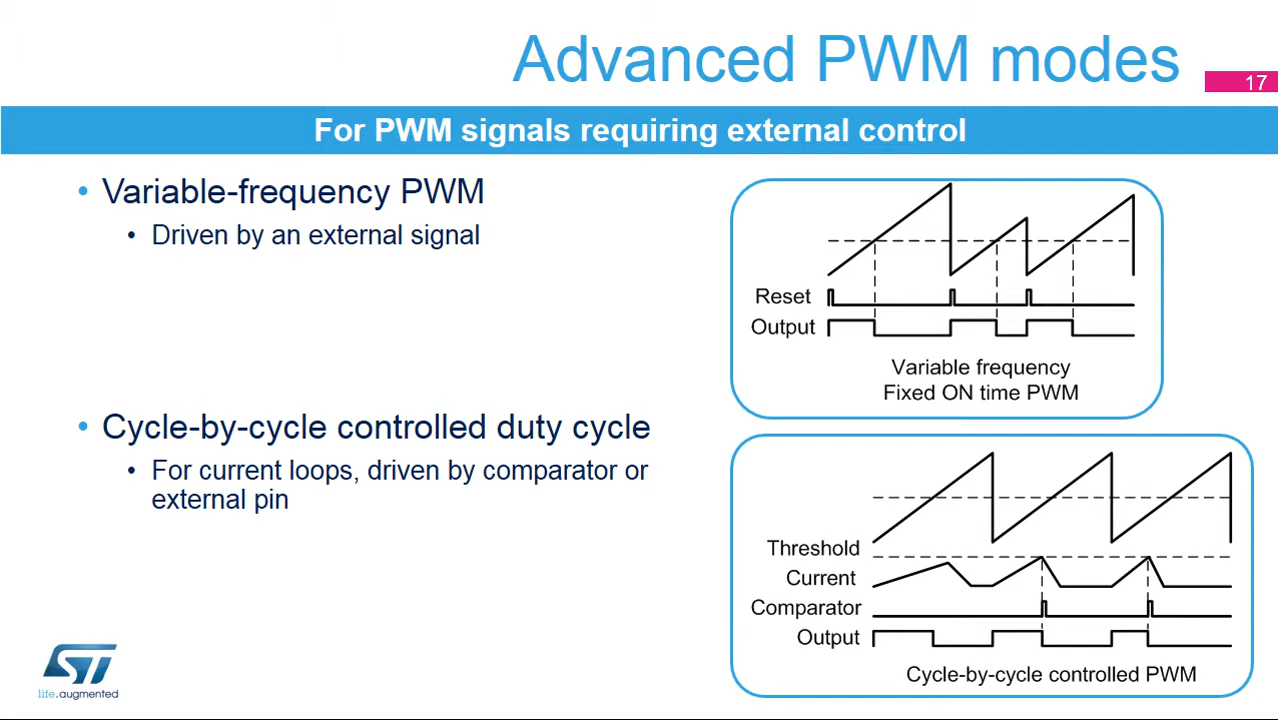 Advanced PWM modes
17
For PWM signals requiring external control
• Variable-frequency PWM
• Driven by an external signal
Reset
Output
Variable frequency
Fixed ON time PWM
• Cycle-by-cycle controlled duty cycle
• For current loops, driven by comparator or
external pin
Threshold
Current
Comparator
Output
Cycle-by-cycle controlled PWM
ST
life.augmented